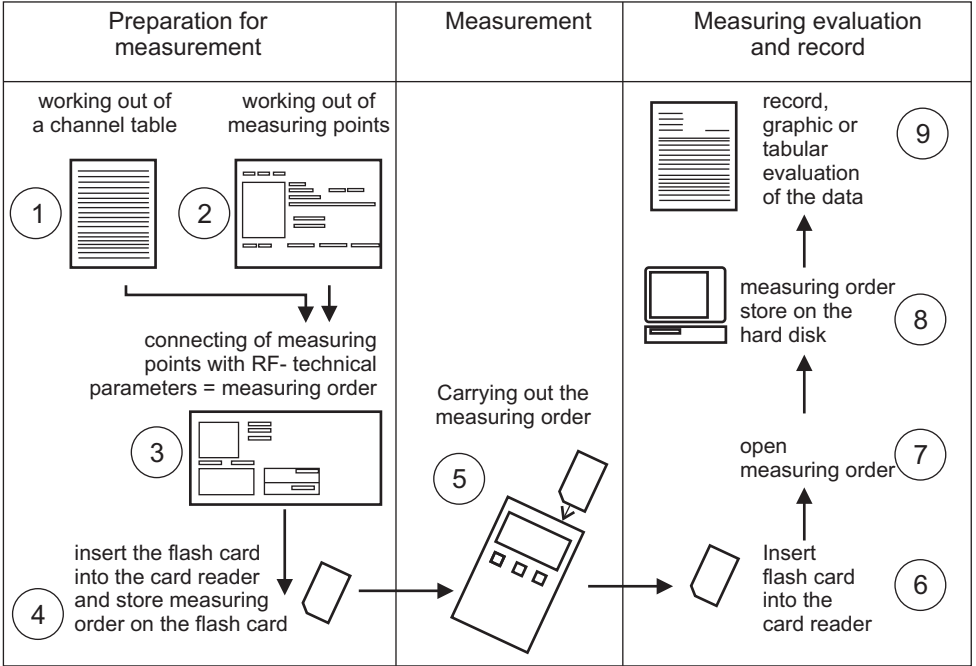 Preparation for
measurement
Measurement
Measuring evaluation
and record
working out of
a channel table
working out of
measuring points
1
2
connecting of measuring
points with RF- technical
parameters = measuring order
3
insert the flash card
into the card reader
and store measuring
order on the flash card
4
Carrying out the
measuring order
5
Insert
flash card
into the
card reader
6
open
measuring order
7
measuring order
store on the
hard disk
8
record,
graphic or
tabular
evaluation
of the data
9